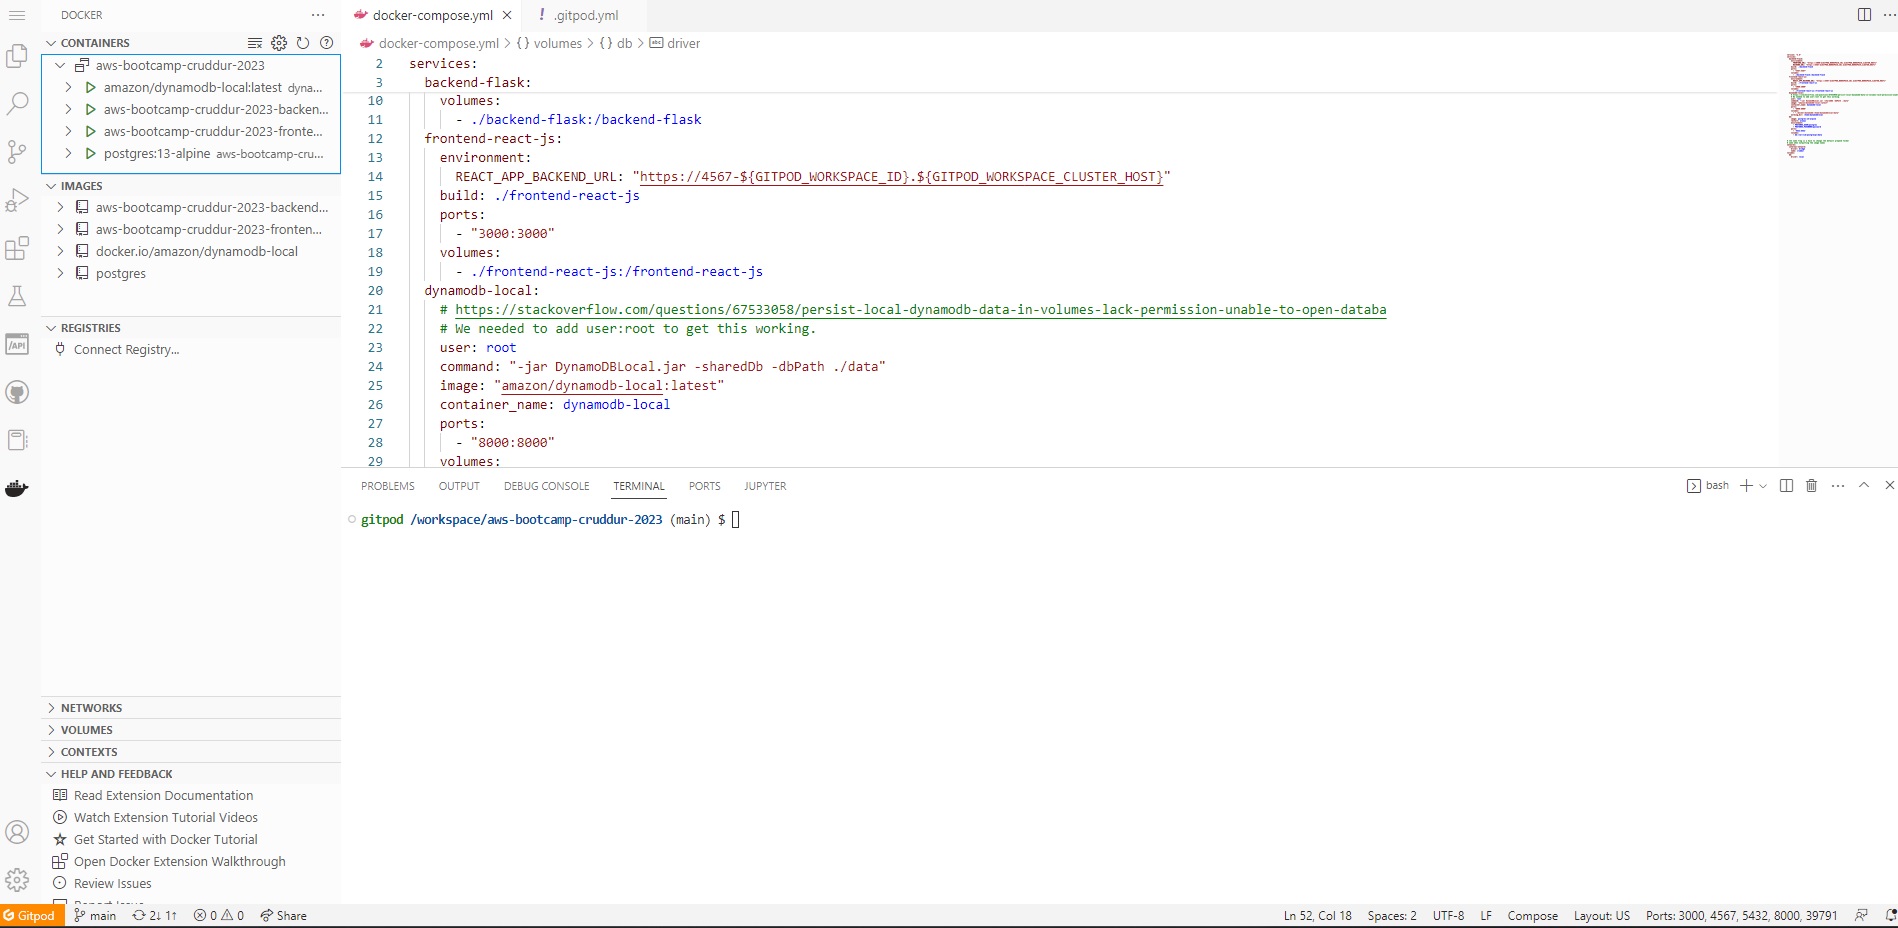 DOCKER
CONTAINERS
aws-bootcamp-cruddur-2023
amazon/dynamodb-local:latest dyna...
aws-bootcamp-cruddur-2023-backen...
aws-bootcamp-cruddur-2023-fronte...
postgres:13-alpine aws-bootcamp-cru...
IMAGES
aws-bootcamp-cruddur-2023-backend...
aws-bootcamp-cruddur-2023-fronten...
docker.io/amazon/dynamodb-local
postgres
REGISTRIES
Connect Registry...
NETWORKS
VOLUMES
CONTEXTS
HELP AND FEEDBACK
Read Extension Documentation
Watch Extension Tutorial Videos
Get Started with Docker Tutorial
Open Docker Extension Walkthrough
Review Issues
docker-compose.yml
.gitpod.yml
docker-compose.yml > {} volumes > {} db > abc driver
2 services:
3 backend-flask:
10 volumes:
11 - ./backend-flask:/backend-flask
12 frontend-react-js:
13 environment:
14 REACT_APP_BACKEND_URL: "https://4567-${GITPOD_WORKSPACE_ID}.${GITPOD_WORKSPACE_CLUSTER_HOST}"
15 build: ./frontend-react-js
16 ports:
17 - "3000:3000"
18 volumes:
19 - ./frontend-react-js:/frontend-react-js
20 dynamodb-local:
21 # https://stackoverflow.com/questions/67533058/persist-local-dynamodb-data-in-volumes-lack-permission-unable-to-open-databa
22 # We needed to add user:root to get this working.
23 user: root
24 command: "-jar DynamoDBLocal.jar -sharedDb -dbPath ./data"
25 image: "amazon/dynamodb-local:latest"
26 container_name: dynamodb-local
27 ports:
28 - "8000:8000"
29 volumes:
PROBLEMS OUTPUT DEBUG CONSOLE TERMINAL PORTS JUPYTER
bash
gitpod /workspace/aws-bootcamp-cruddur-2023 (main) $
Gitpod main 2↓ 1↑ 0 0 Share
Ln 52, Col 18 Spaces: 2 UTF-8 LF Compose Layout: US Ports: 3000, 4567, 5432, 8000, 39791